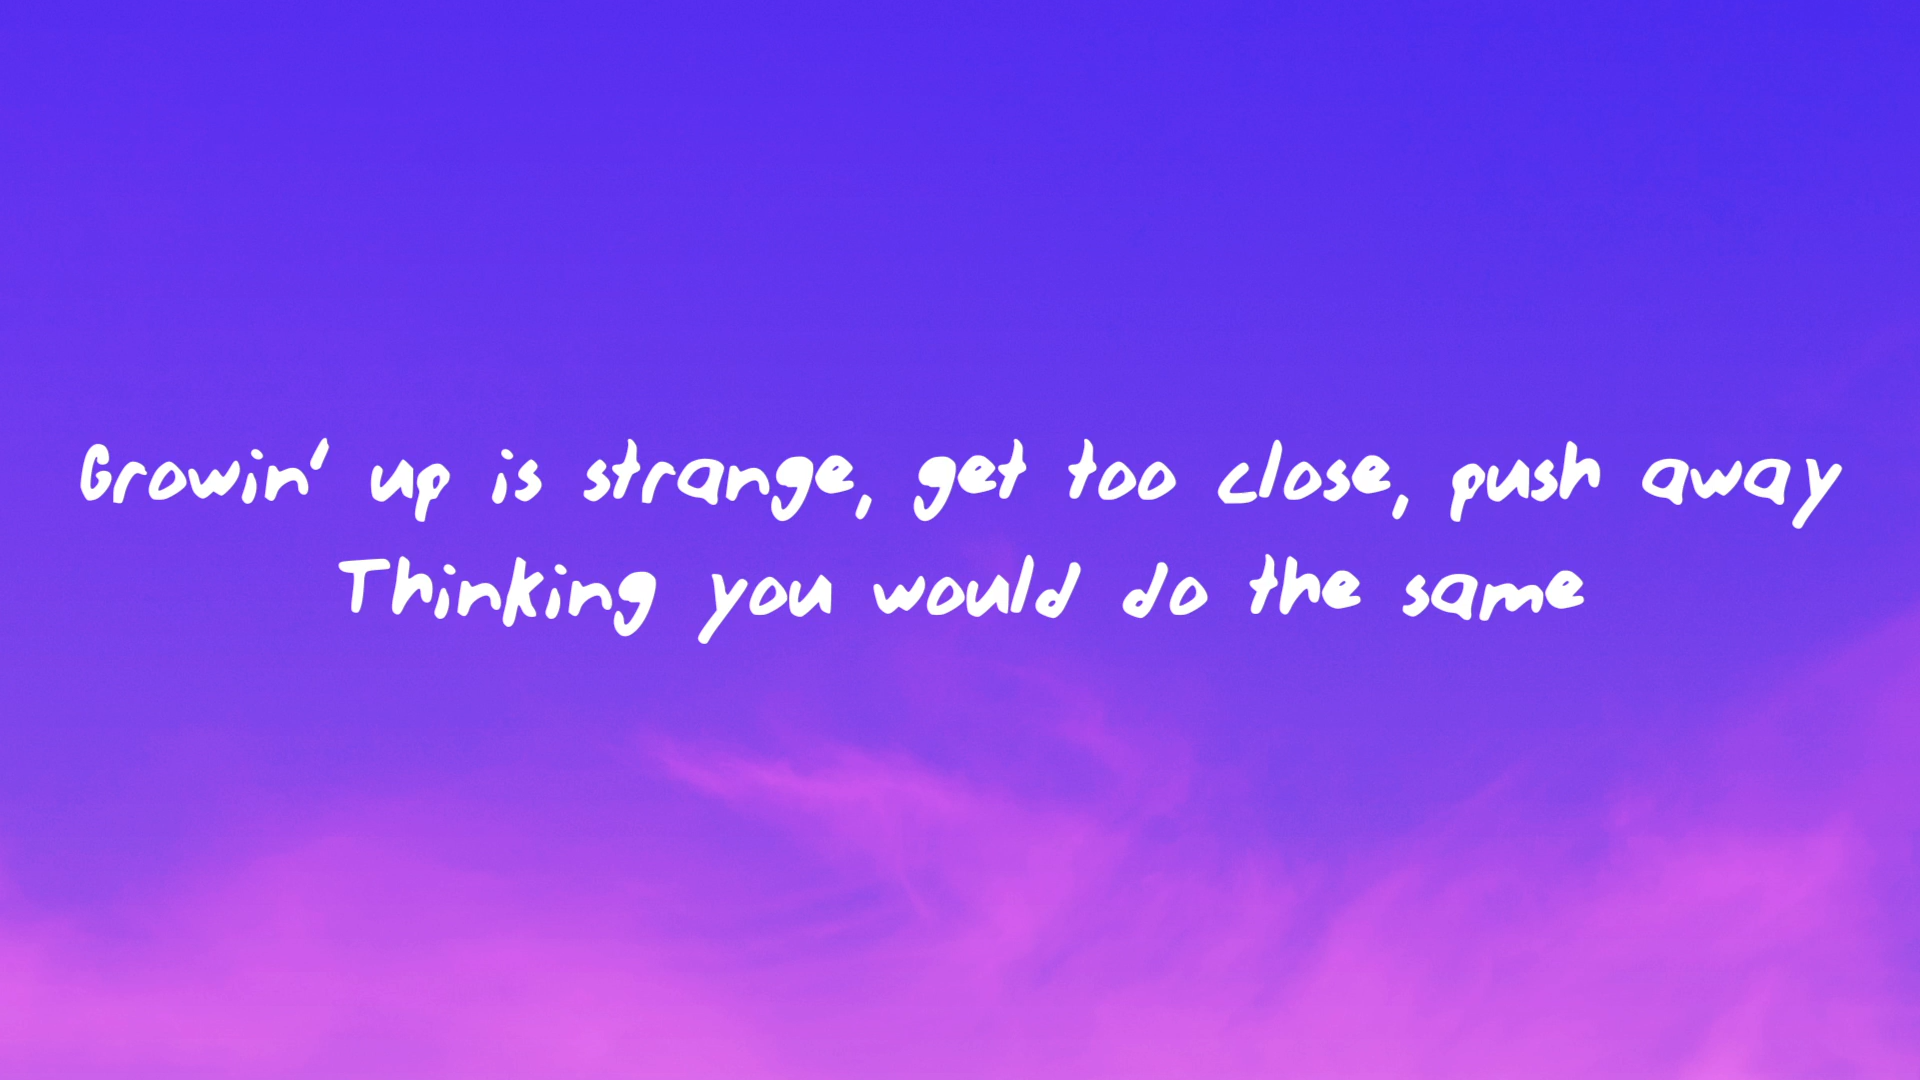 Growin' up is strange, get too close, push away
Thinking you would do the same